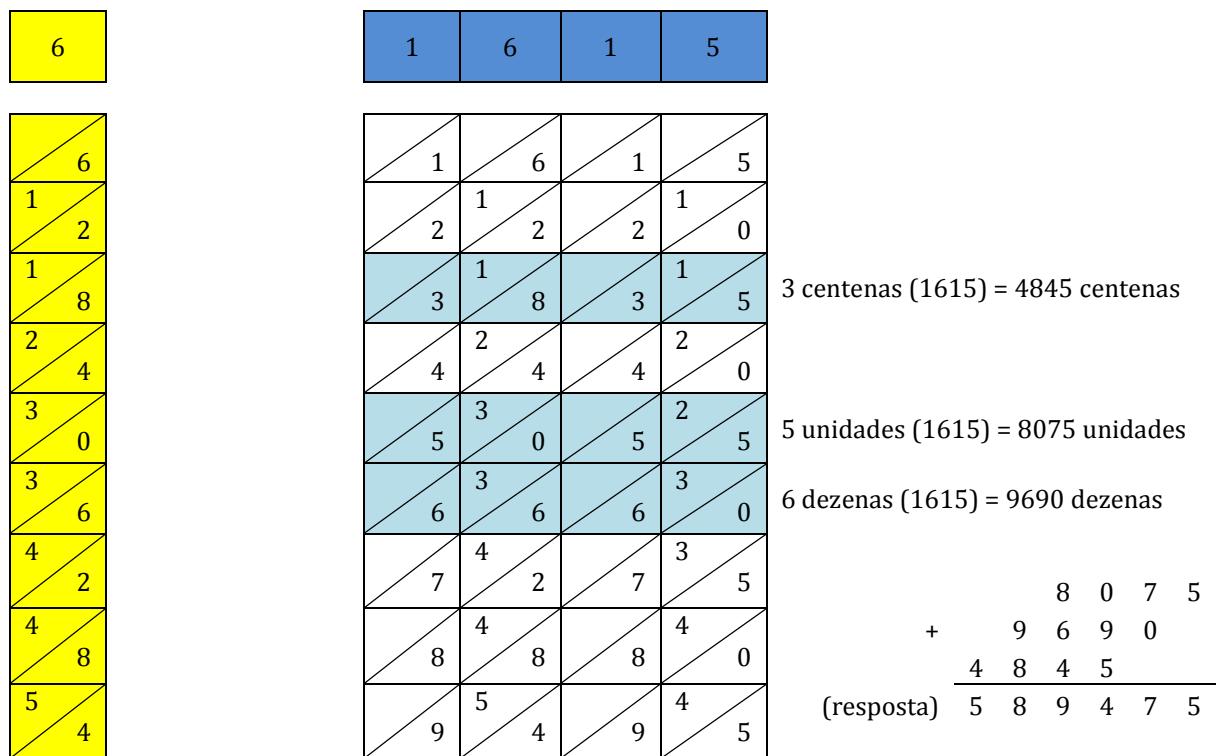 6 1 6 1 5
6 1 6 1 5
1 2 2 1 2 2 1 0
1 8 3 1 8 3 1 5 3 centenas (1615) = 4845 centenas
2 4 4 2 4 4 2 0
3 0 5 3 0 5 2 5 5 unidades (1615) = 8075 unidades
3 6 6 3 6 6 3 0 6 dezenas (1615) = 9690 dezenas
4 2 7 4 2 7 3 5
8 0 7 5
4 8 8 4 8 8 4 0
+ 9 6 9 0
4 8 4 5
5 4 9 5 4 9 4 5
(resposta) 5 8 9 4 7 5